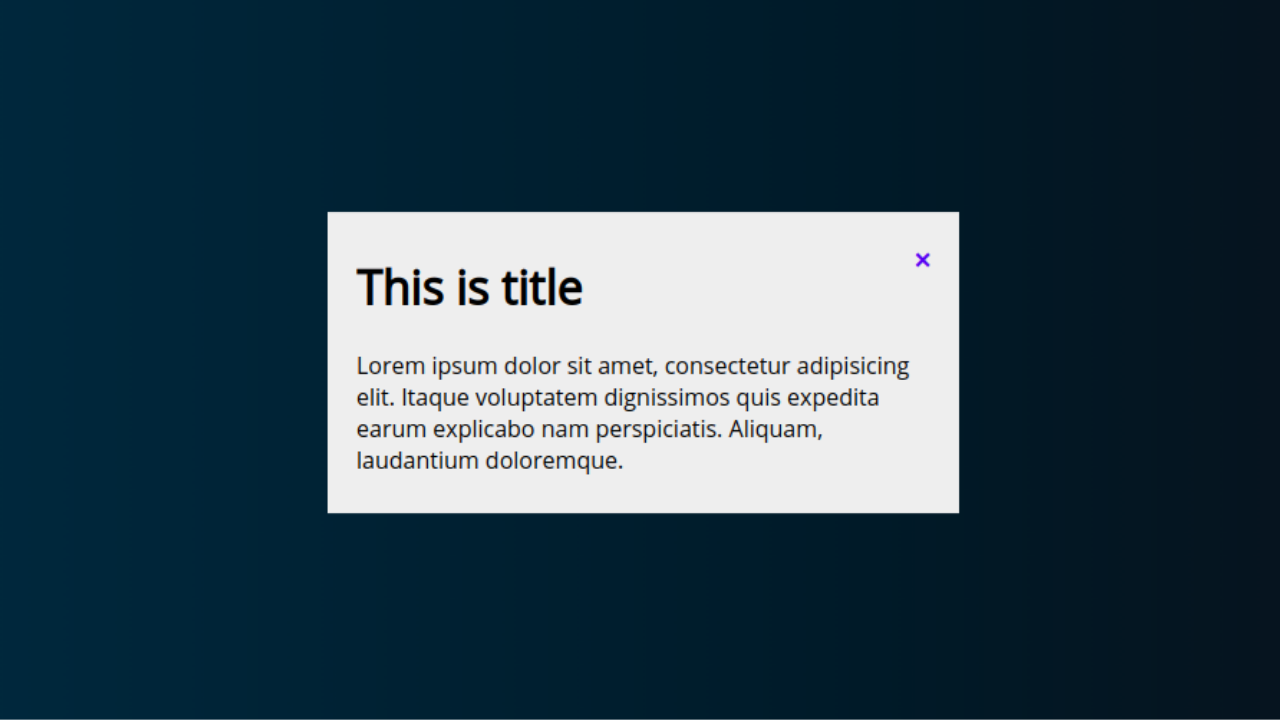 This is title
Lorem ipsum dolor sit amet, consectetur adipisicing
elit. Itaque voluptatem dignissimos quis expedita
earum explicabo nam perspiciatis. Aliquam,
laudantium doloremque.